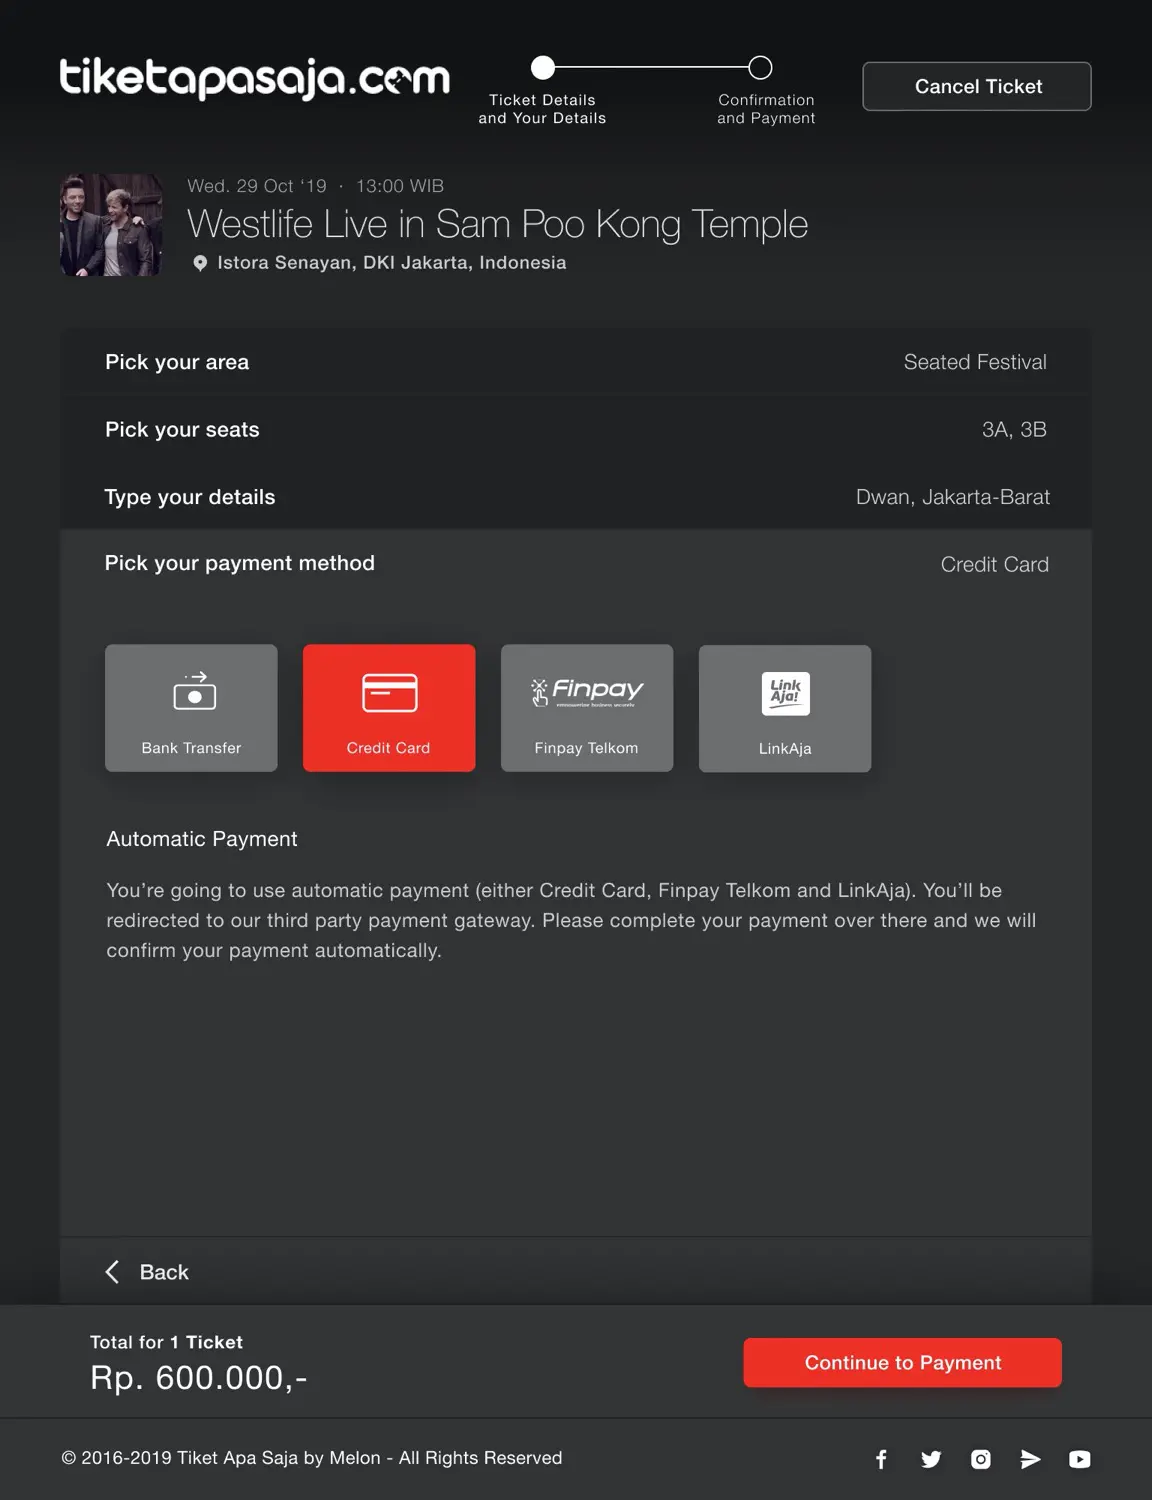 tiketapasaja.com
Ticket Details
and Your Details
Confirmation
and Payment
Cancel Ticket
Wed. 29 Oct ‘19 · 13:00 WIB
Westlife Live in Sam Poo Kong Temple
Istora Senayan, DKI Jakarta, Indonesia
Pick your area
Seated Festival
Pick your seats
3A, 3B
Type your details
Dwan, Jakarta-Barat
Pick your payment method
Credit Card
Finpay
Link
Aja!
Bank Transfer
Credit Card
Finpay Telkom
LinkAja
Automatic Payment
You’re going to use automatic payment (either Credit Card, Finpay Telkom and LinkAja). You’ll be
redirected to our third party payment gateway. Please complete your payment over there and we will
confirm your payment automatically.
Back
Total for 1 Ticket
Rp. 600.000,-
Continue to Payment
© 2016-2019 Tiket Apa Saja by Melon - All Rights Reserved